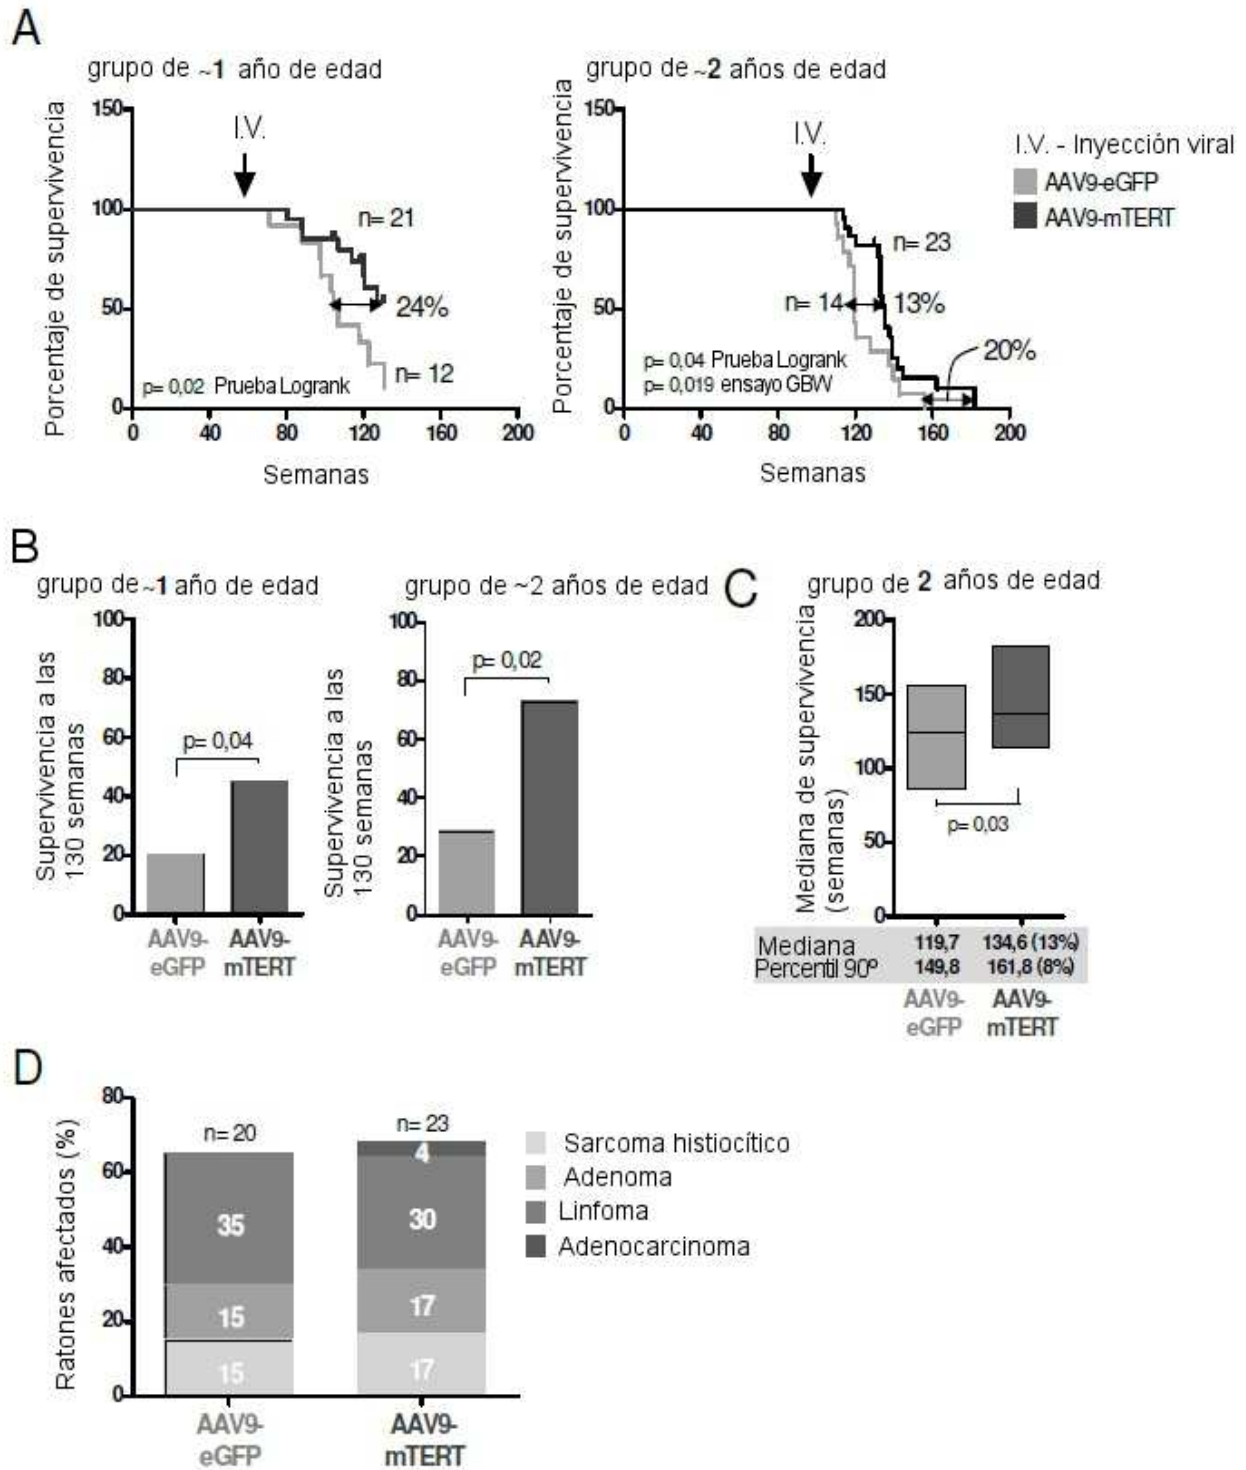 A
grupo de ~1 año de edad
Porcentaje de supervivencia
150
100
50
0
I.V.
n= 21
24%
n= 12
p= 0,02 Prueba Logrank
0 40 80 120 160 200
Semanas
grupo de ~2 años de edad
Porcentaje de supervivencia
150
100
50
0
I.V.
n= 23
n= 14
13%
20%
p= 0,04 Prueba Logrank
p= 0,019 ensayo GBW
0 40 80 120 160 200
Semanas
I.V. - Inyección viral
AAV9-eGFP
AAV9-mTERT
B
grupo de ~1 año de edad
Supervivencia a las
130 semanas
100
80
60
40
20
0
p= 0,04
AAV9-
eGFP
AAV9-
mTERT
grupo de ~2 años de edad
Supervivencia a las
130 semanas
100
80
60
40
20
0
p= 0,02
AAV9-
eGFP
AAV9-
mTERT
C
grupo de 2 años de edad
Mediana de supervivencia
(semanas)
200
150
100
50
0
p= 0,03
Mediana 119,7 134,6 (13%)
Percentil 90º 149,8 161,8 (8%)
AAV9-
eGFP
AAV9-
mTERT
D
Ratones afectados (%)
80
60
40
20
0
n= 20
35
15
15
n= 23
4
30
17
17
AAV9-
eGFP
AAV9-
mTERT
Sarcoma histiocítico
Adenoma
Linfoma
Adenocarcinoma